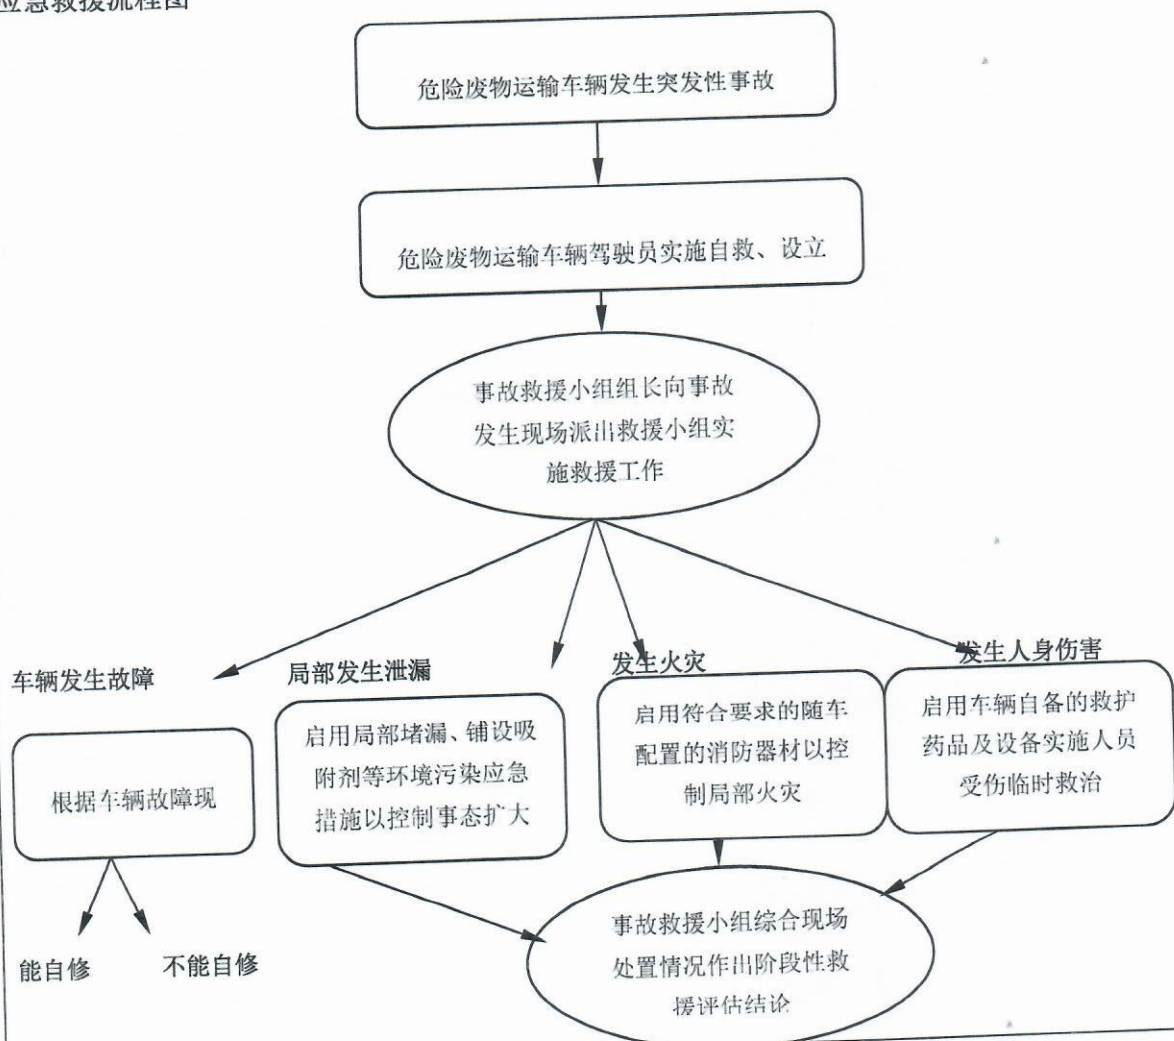 应急救援流程图
危险废物运输车辆发生突发性事故
危险废物运输车辆驾驶员实施自救、设立
事故救援小组组长向事故
发生现场派出救援小组实
施救援工作
车辆发生故障
局部发生泄漏
发生火灾
发生人身伤害
根据车辆故障现
启用局部堵漏、铺设吸
附剂等环境污染应急
措施以控制事态扩大
启用符合要求的随车
配置的消防器材以控
制局部火灾
启用车辆自备的救护
药品及设备实施人员
受伤临时救治
能自修
不能自修
事故救援小组综合现场
处置情况作出阶段性救
援评估结论